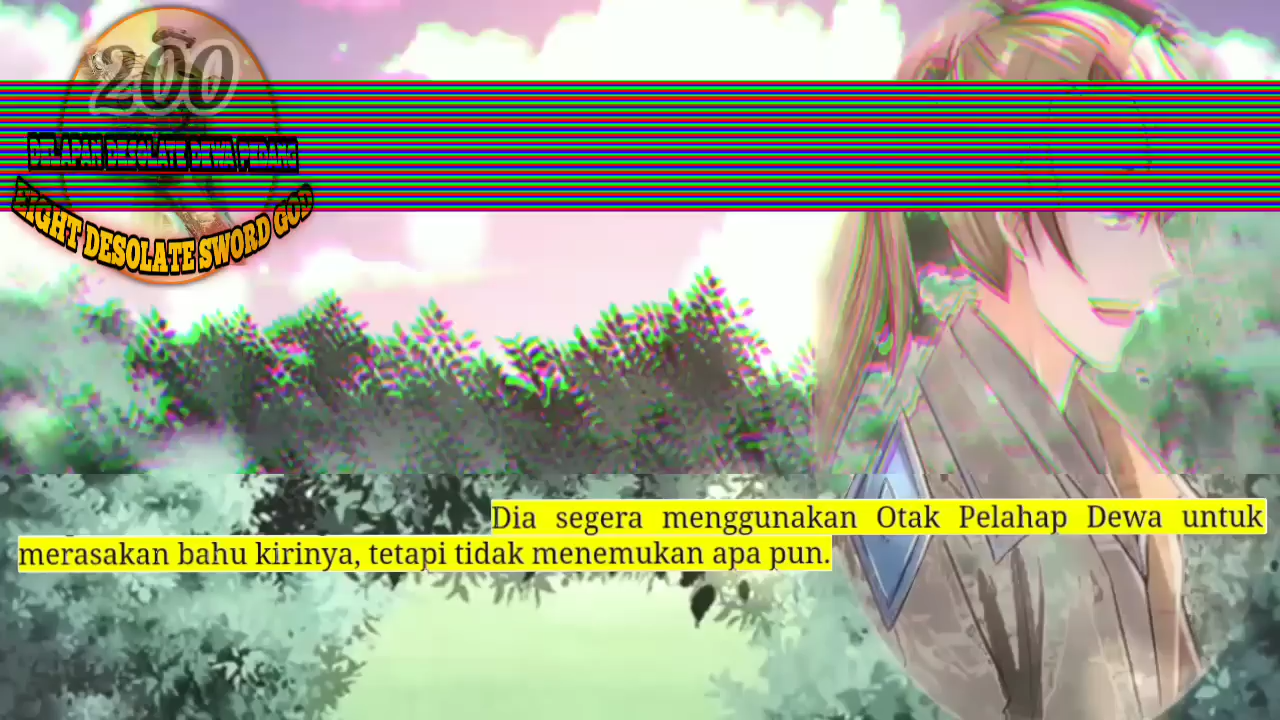 200
DELAPAN DESOLATE DEWA PEDANG
EIGHT DESOLATE SWORD GOD
Dia segera menggunakan Otak Pelahap Dewa untuk
merasakan bahu kirinya, tetapi tidak menemukan apa pun.